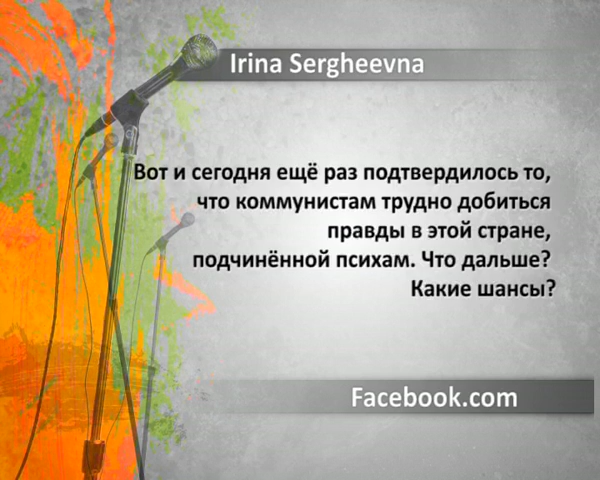 Irina Sergheevna
Вот и сегодня ещё раз подтвердилось то,
что коммунистам трудно добиться
правды в этой стране,
подчинённой психам. Что дальше?
Какие шансы?
Facebook.com